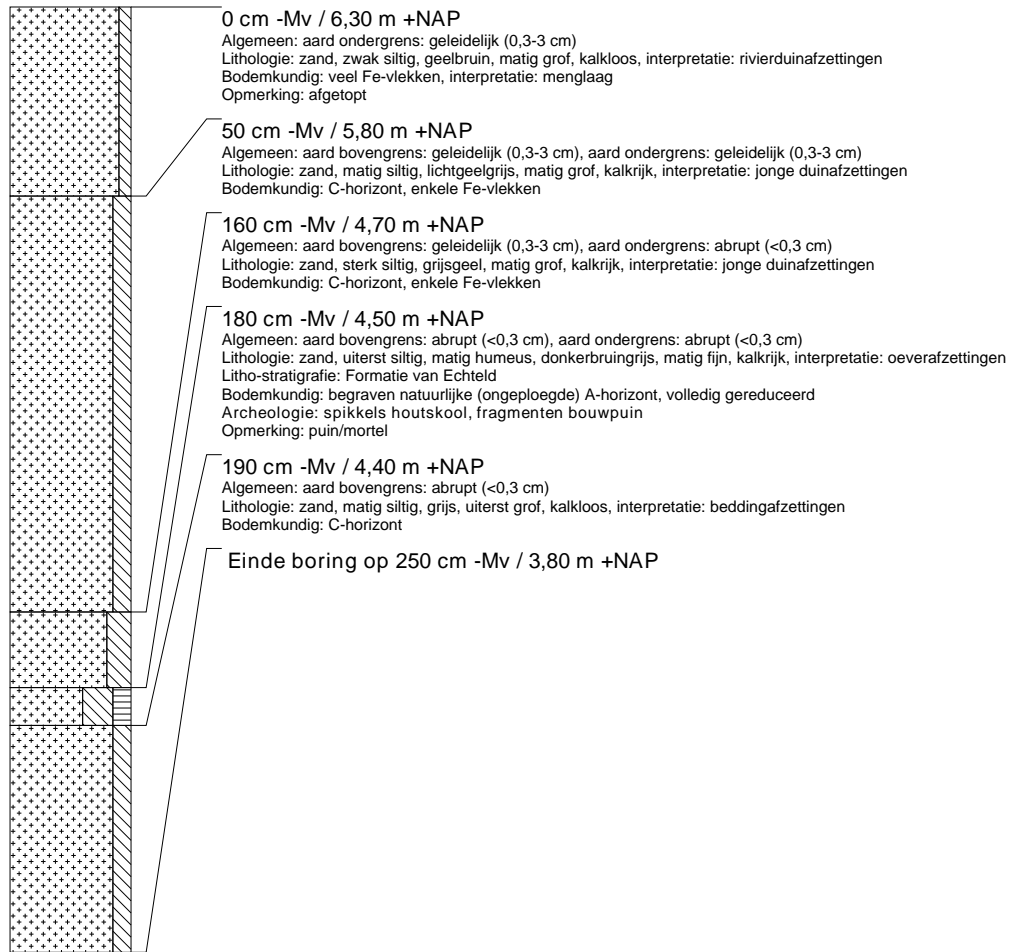 0 cm -Mv / 6,30 m +NAP
Algemeen: aard ondergrens: geleidelijk (0,3-3 cm)
Lithologie: zand, zwak siltig, geelbruin, matig grof, kalkloos, interpretatie: rivierduinafzettingen
Bodemkundig: veel Fe-vlekken, interpretatie: menglaag
Opmerking: afgetopt
50 cm -Mv / 5,80 m +NAP
Algemeen: aard bovengrens: geleidelijk (0,3-3 cm), aard ondergrens: geleidelijk (0,3-3 cm)
Lithologie: zand, matig siltig, lichtgeelgrijs, matig grof, kalkrijk, interpretatie: jonge duinafzettingen
Bodemkundig: C-horizont, enkele Fe-vlekken
160 cm -Mv / 4,70 m +NAP
Algemeen: aard bovengrens: geleidelijk (0,3-3 cm), aard ondergrens: abrupt (<0,3 cm)
Lithologie: zand, sterk siltig, grijsgeel, matig grof, kalkrijk, interpretatie: jonge duinafzettingen
Bodemkundig: C-horizont, enkele Fe-vlekken
180 cm -Mv / 4,50 m +NAP
Algemeen: aard bovengrens: abrupt (<0,3 cm), aard ondergrens: abrupt (<0,3 cm)
Lithologie: zand, uiterst siltig, matig humeus, donkerbruingrijs, matig fijn, kalkrijk, interpretatie: oeverafzettingen
Litho-stratigrafie: Formatie van Echteld
Bodemkundig: begraven natuurlijke (ongeploegde) A-horizont, volledig gereduceerd
Archeologie: spikkels houtskool, fragmenten bouwpuin
Opmerking: puin/mortel
190 cm -Mv / 4,40 m +NAP
Algemeen: aard bovengrens: abrupt (<0,3 cm)
Lithologie: zand, matig siltig, grijs, uiterst grof, kalkloos, interpretatie: beddingafzettingen
Bodemkundig: C-horizont
Einde boring op 250 cm -Mv / 3,80 m +NAP